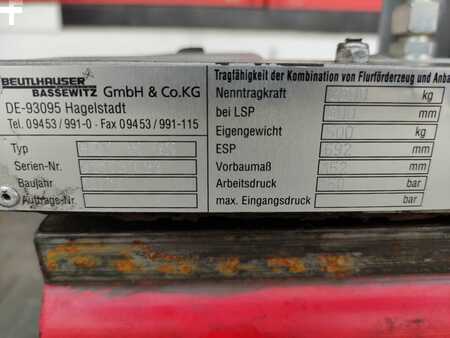 BEUTLHAUSER
BASSEWITZ GmbH & Co.KG
DE-93095 Hagelstadt
Tel. 09453/991-0 - Fax 09453/991-115
Typ
Serien-Nr.
Baujahr
Auftrags-Nr.
Tragfähigkeit der Kombination von Flurförderzeug und Anba
Nenntragkraft kg
bei LSP mm
Eigengewicht 500 kg
ESP 692 mm
Vorbaumaß 152 mm
Arbeitsdruck bar
max. Eingangsdruck bar